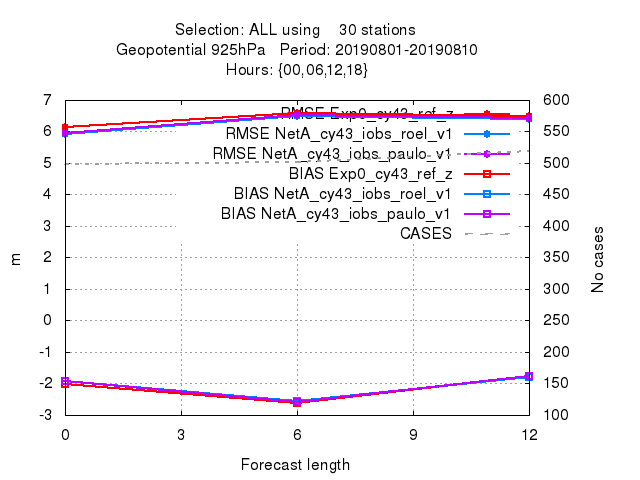 Selection: ALL using    30 stations
Geopotential 925hPa   Period: 20190801-20190810
Hours: {00,06,12,18}
RMSE Exp0_cy43_ref_z
RMSE NetA_cy43_iobs_roel_v1
RMSE NetA_cy43_iobs_paulo_v1
BIAS Exp0_cy43_ref_z
BIAS NetA_cy43_iobs_roel_v1
BIAS NetA_cy43_iobs_paulo_v1
CASES
7
6
5
4
3
2
1
0
-1
-2
-3
m
600
550
500
450
400
350
300
250
200
150
100
No cases
0 3 6 9 12
Forecast length